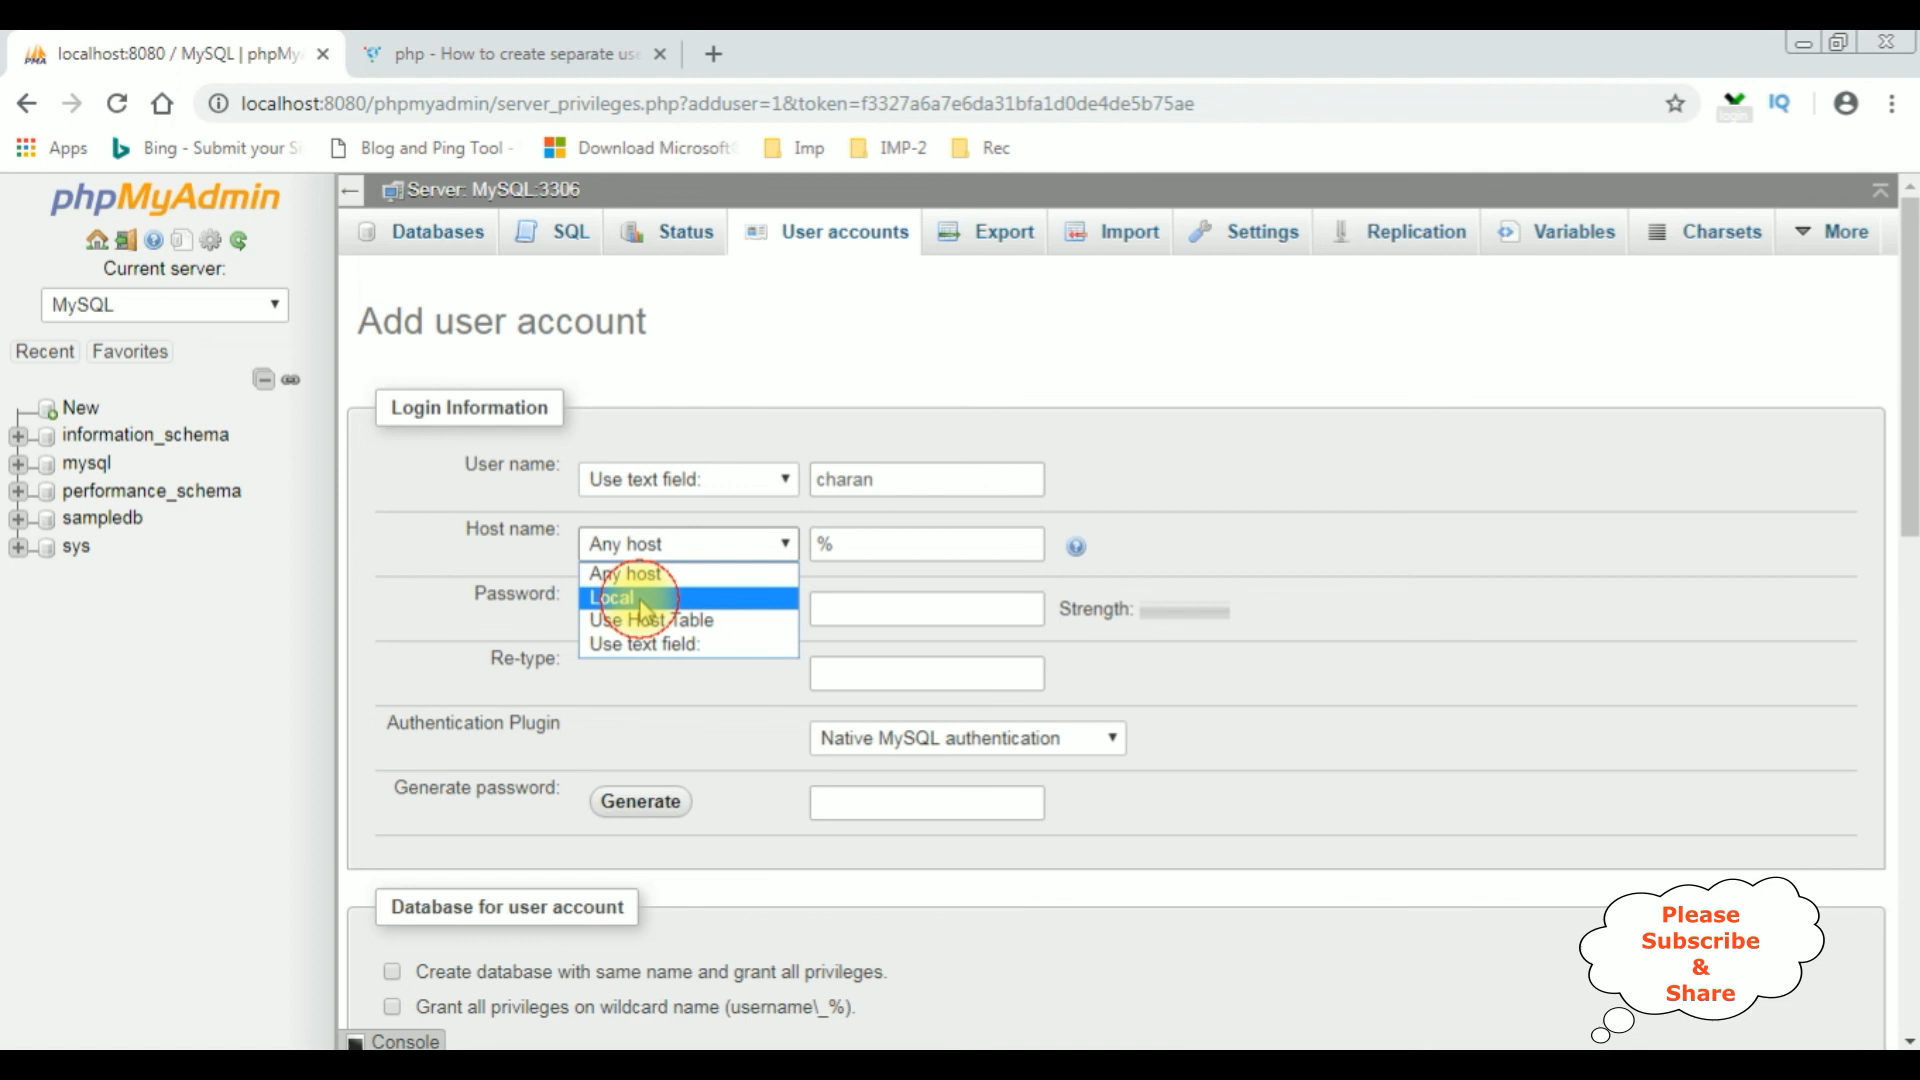 localhost:8080 / MySQL | phpMy
php - How to create separate use
localhost:8080/phpmyadmin/server_privileges.php?adduser=1&token=f3327a6a7e6da31bfa1d0de4de5b75ae
login
IQ
Apps
Bing - Submit your Si
Blog and Ping Tool -
Download Microsoft
Imp
IMP-2
Rec
phpMyAdmin
Current server:
MySQL
Recent
Favorites
New
information_schema
mysql
performance_schema
sampledb
sys
Server: MySQL:3306
Databases
SQL
Status
User accounts
Export
Import
Settings
Replication
Variables
Charsets
More
Add user account
Login Information
User name:
Use text field:
charan
Host name:
Any host
%
Any host
Local
Use Host Table
Use text field:
Password:
Strength:
Re-type:
Authentication Plugin
Native MySQL authentication
Generate password:
Generate
Database for user account
Create database with same name and grant all privileges.
Grant all privileges on wildcard name (username\_%).
Console
Please
Subscribe
&
Share